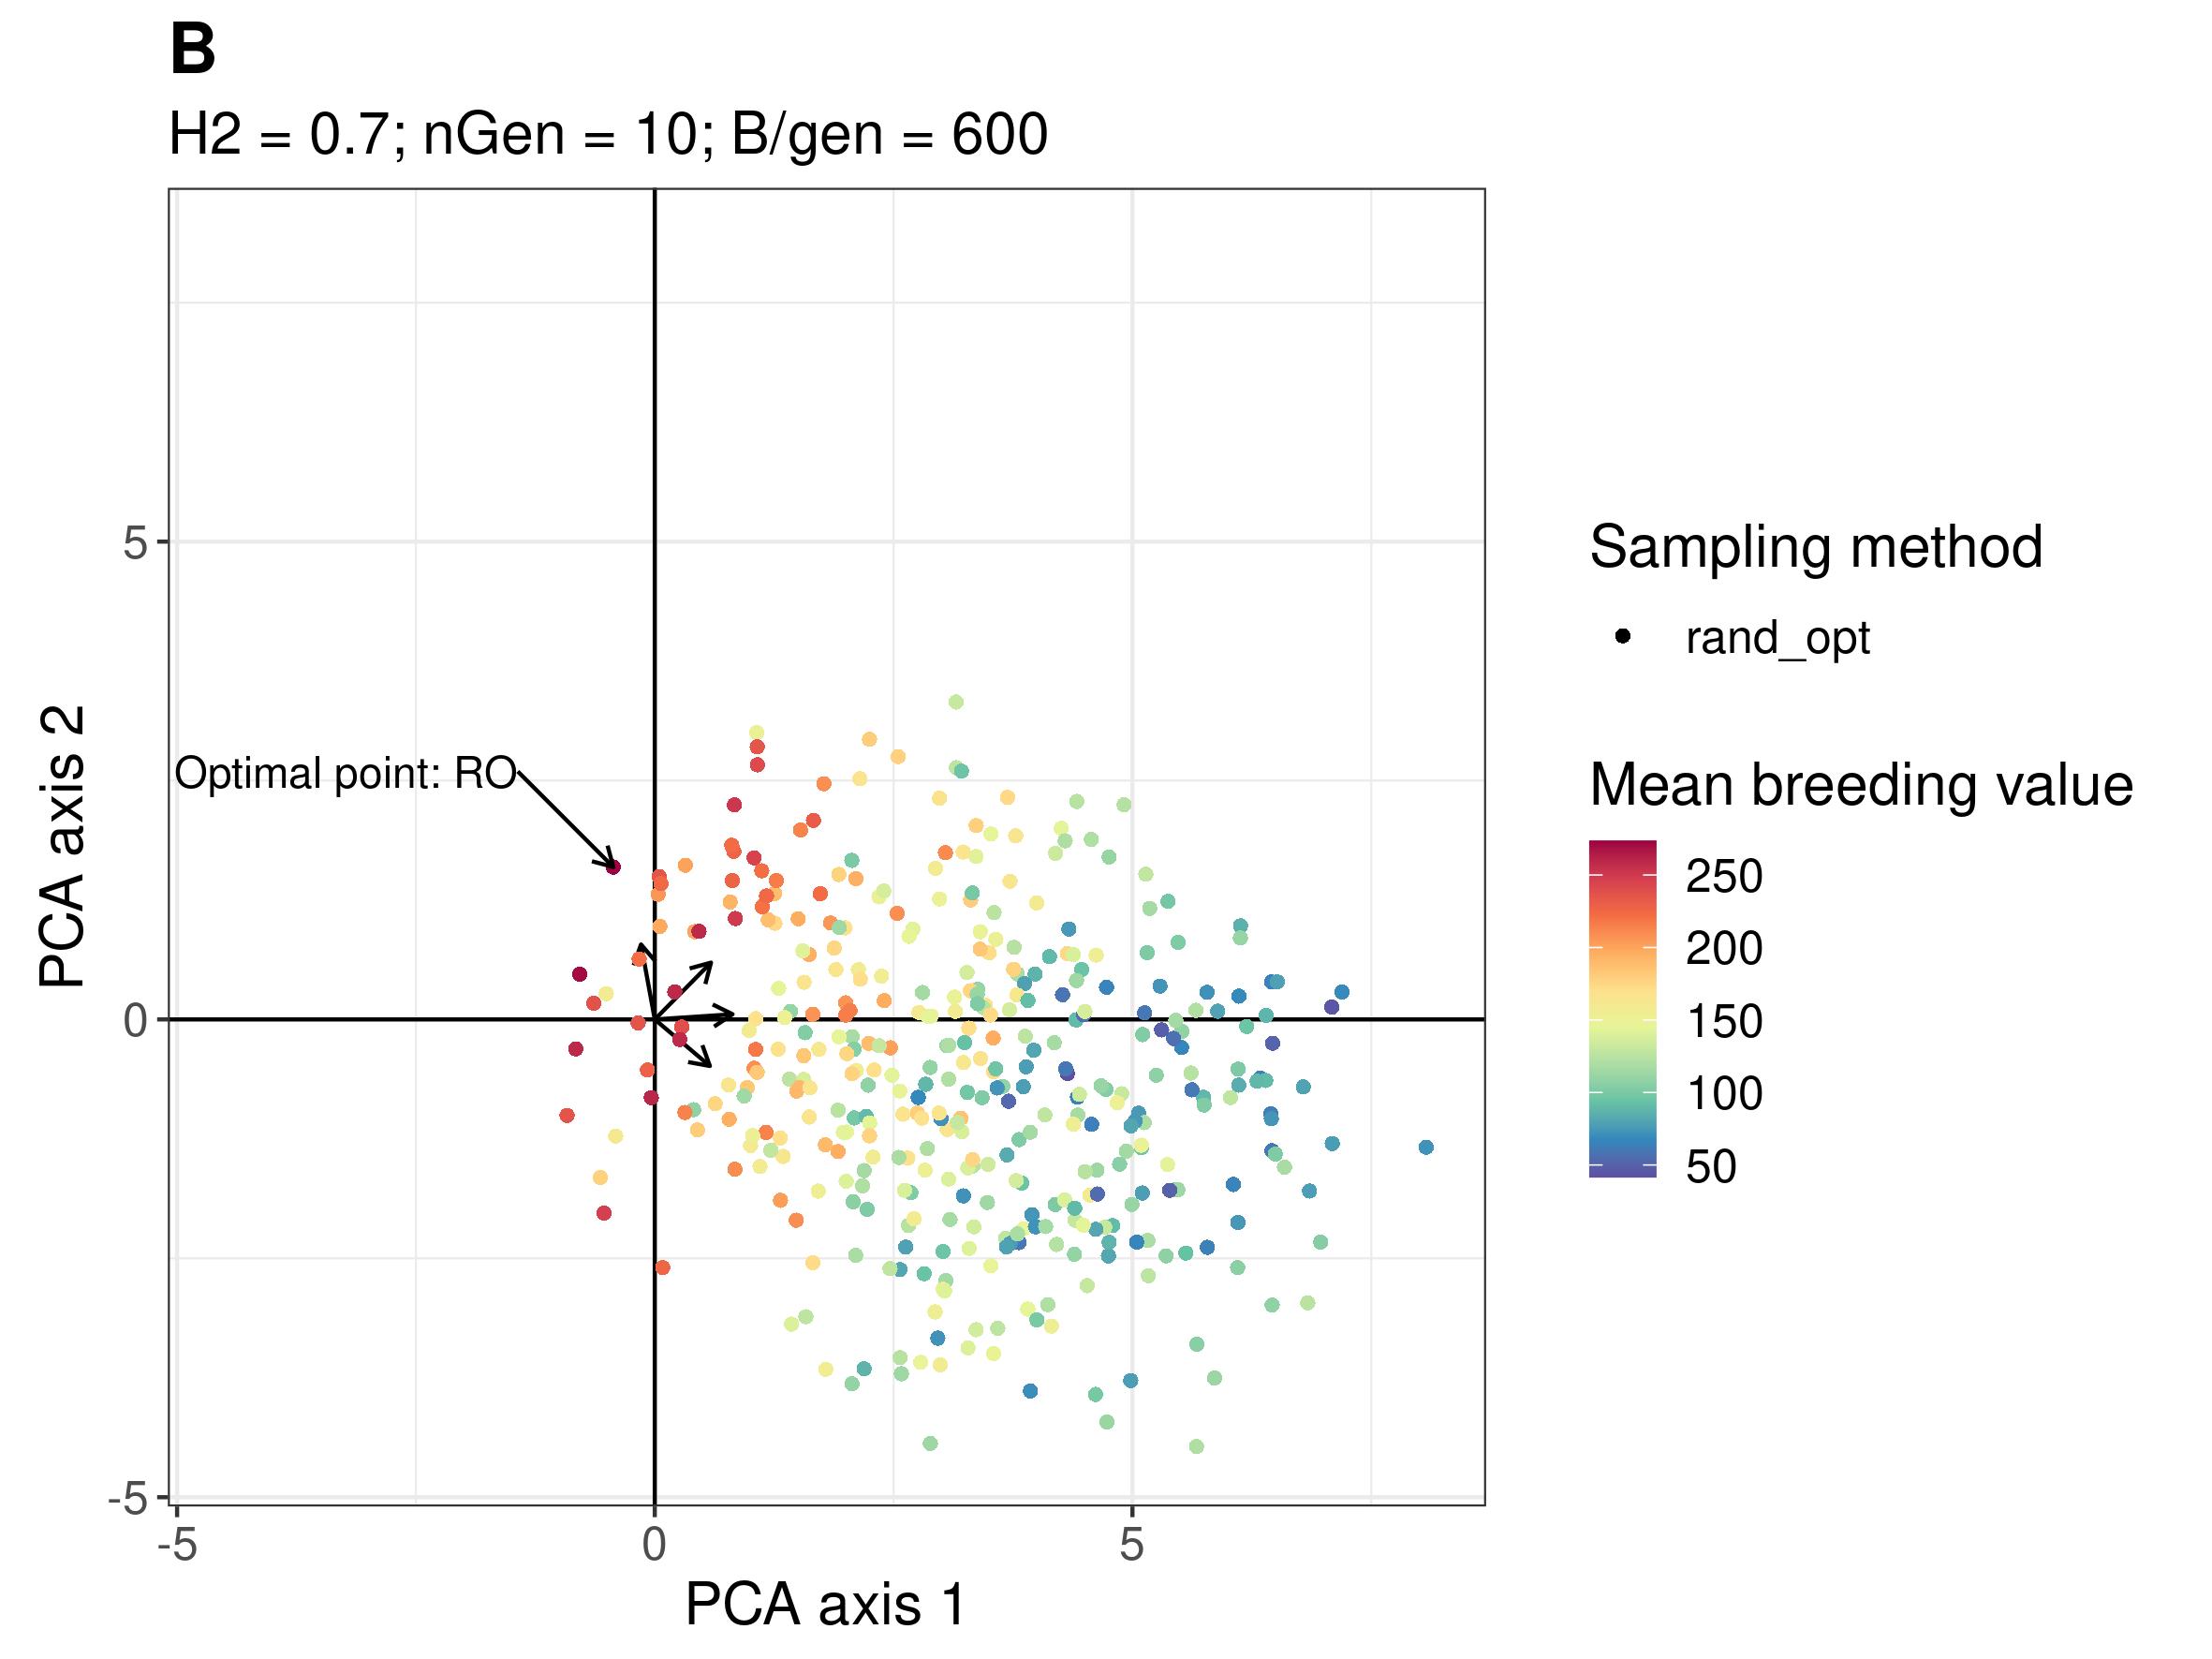 B
H2 = 0.7; nGen = 10; B/gen = 600
PCA axis 2
5
0
-5
Optimal point: RO
-5
0
5
PCA axis 1
Sampling method
rand_opt
Mean breeding value
250
200
150
100
50